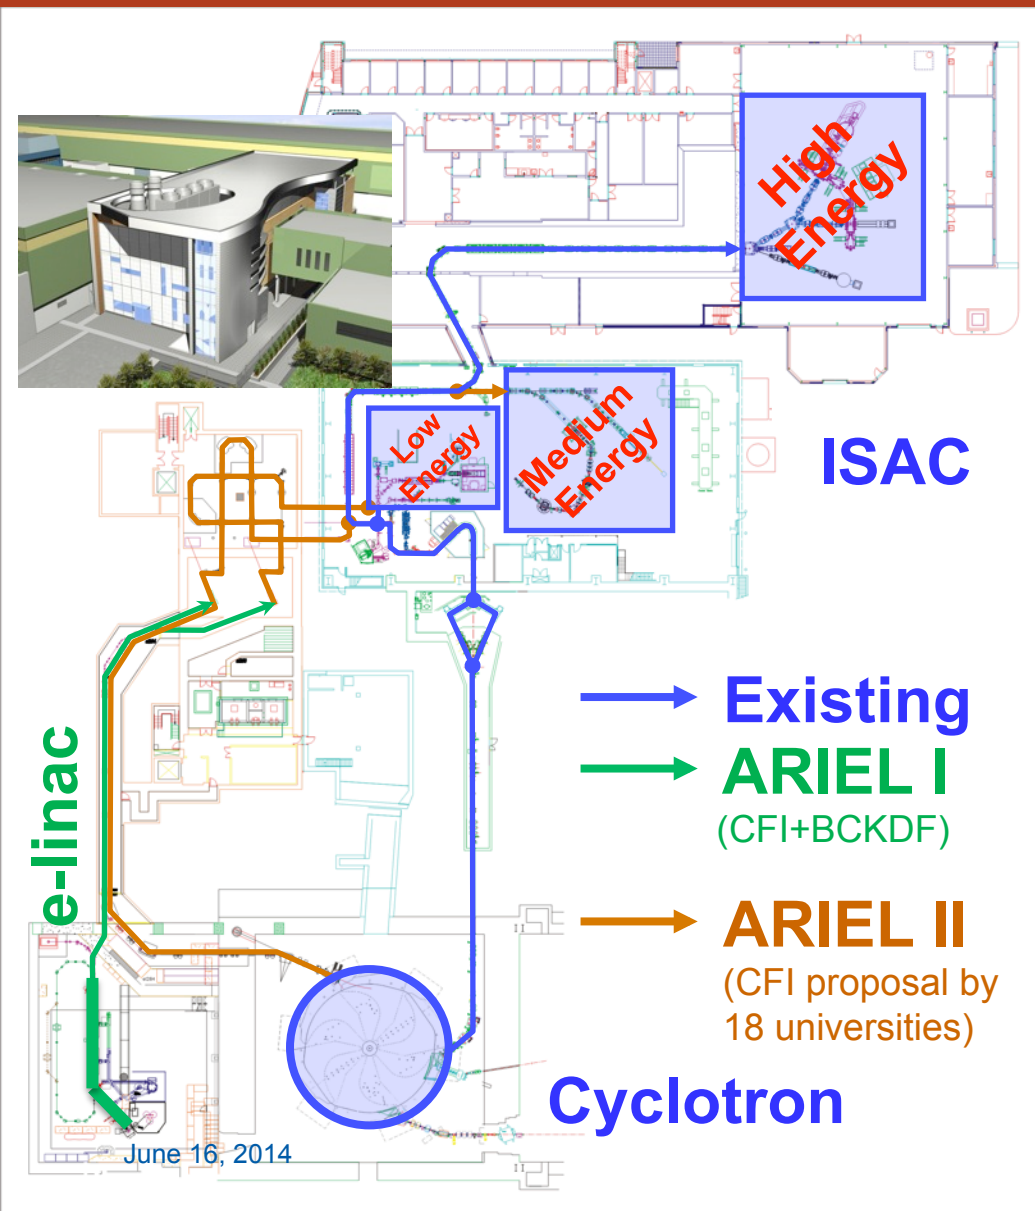 High
Energy
Low
Energy
Medium
Energy
ISAC
Existing
ARIEL I
(CFI+BCKDF)
ARIEL II
(CFI proposal by
18 universities)
e-linac
Cyclotron
June 16, 2014